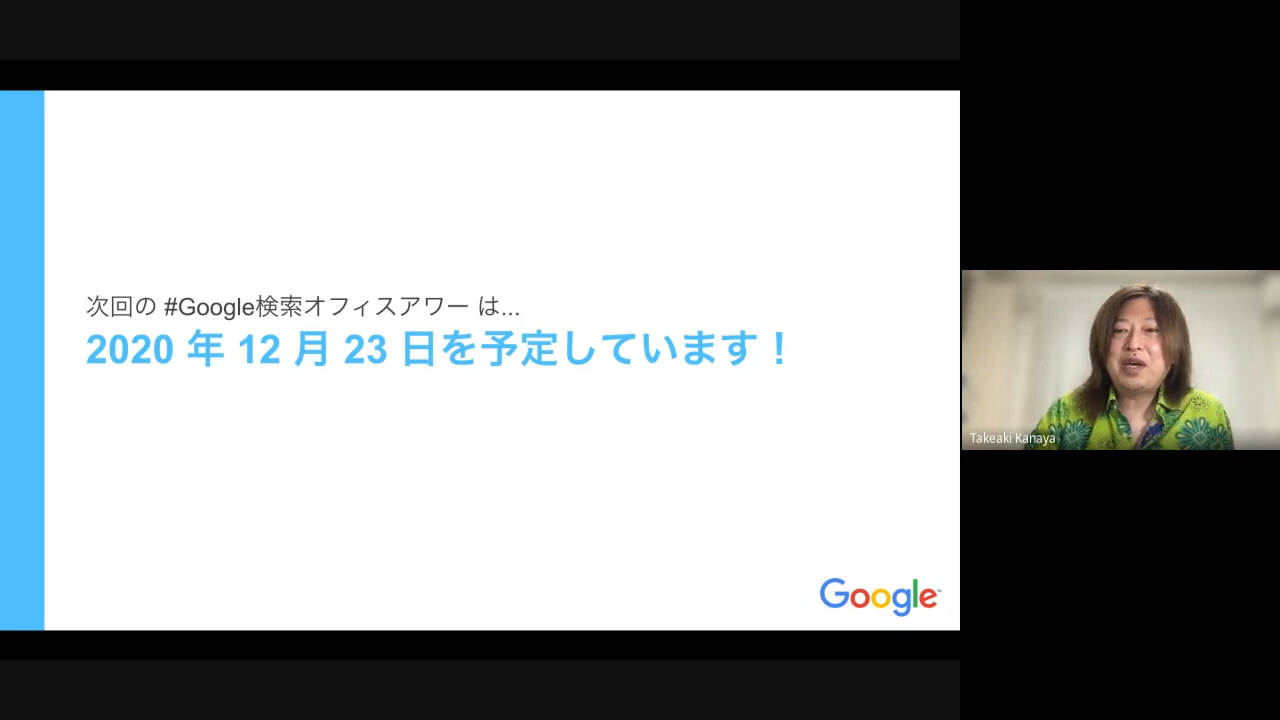 次回の #Google検索オフィスアワー は...
2020 年 12 月 23 日を予定しています！
Google™
Takeaki Kanaya